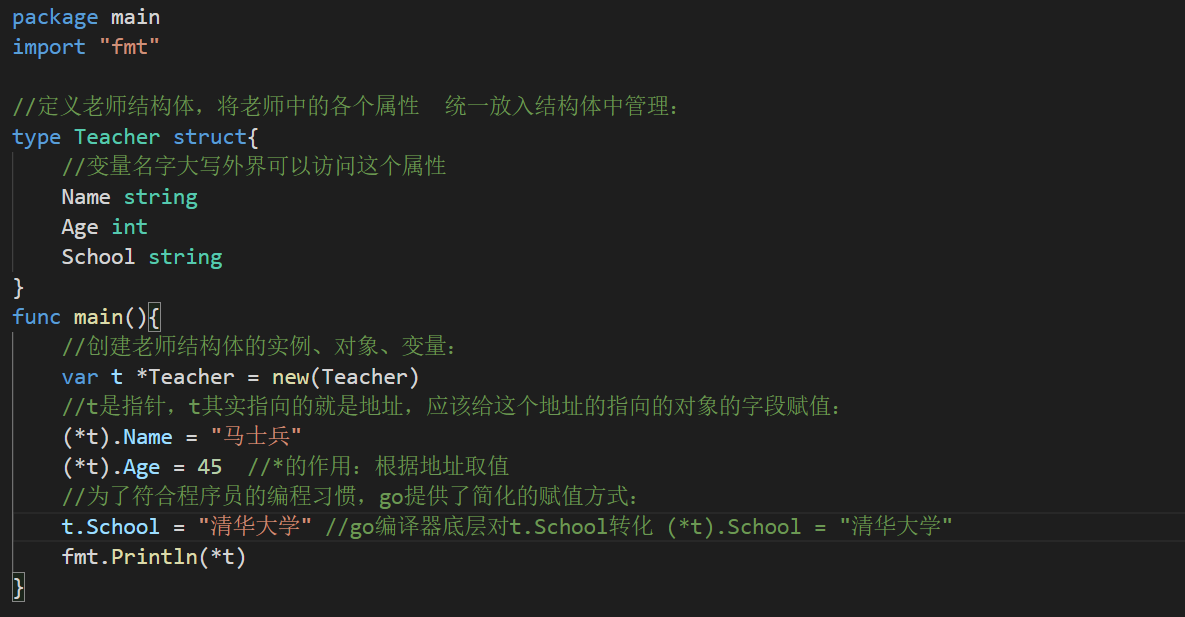 package main
import "fmt"
//定义老师结构体，将老师中的各个属性  统一放入结构体中管理：
type Teacher struct{
    //变量名字大写外界可以访问这个属性
    Name string
    Age int
    School string
}
func main(){
    //创建老师结构体的实例、对象、变量：
    var t *Teacher = new(Teacher)
    //t是指针，t其实指向的就是地址，应该给这个地址的指向的对象的字段赋值：
    (*t).Name = "马士兵"
    (*t).Age = 45  //*的作用：根据地址取值
    //为了符合程序员的编程习惯，go提供了简化的赋值方式：
    t.School = "清华大学" //go编译器底层对t.School转化 (*t).School = "清华大学"
    fmt.Println(*t)
}